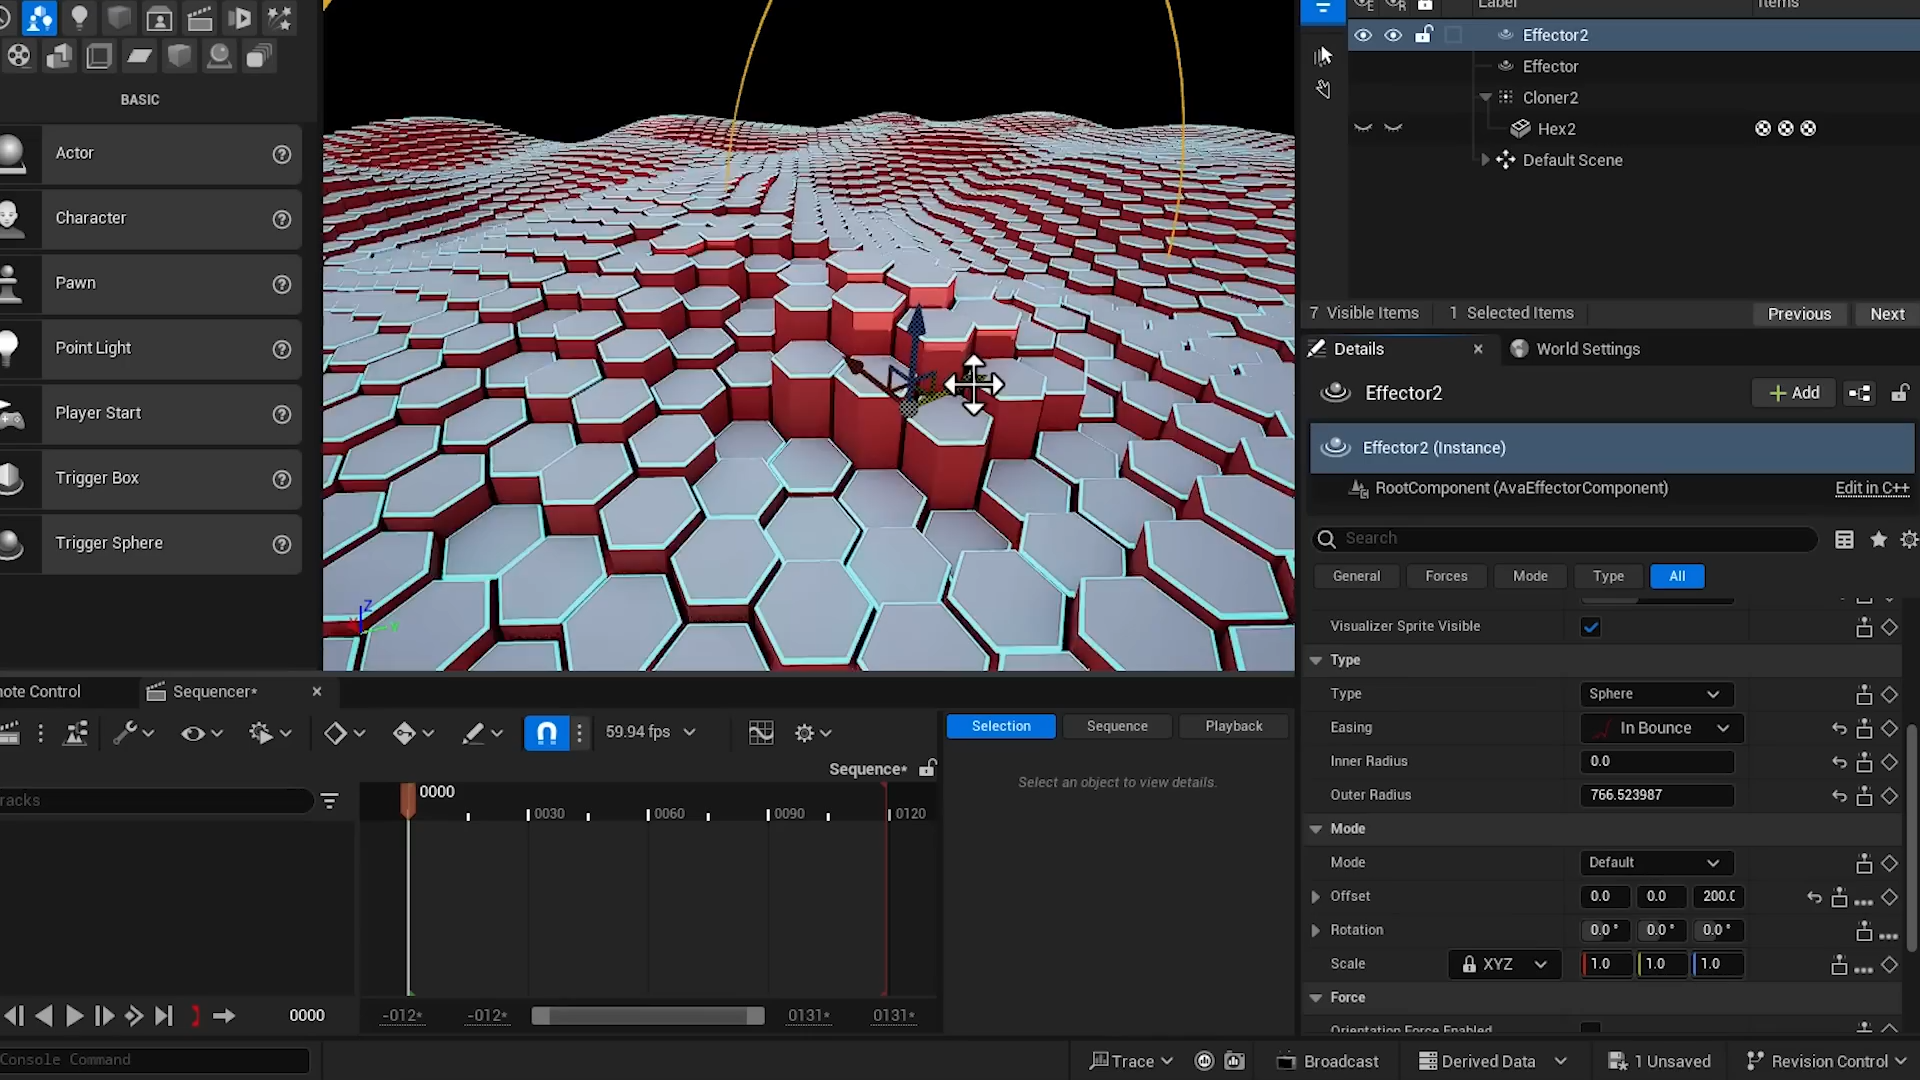 Label
Items
BASIC
Actor
Character
Pawn
Point Light
Player Start
Trigger Box
Trigger Sphere
Z
Effector2
Effector
Cloner2
Hex2
Default Scene
7 Visible Items
1 Selected Items
Previous
Next
Details
World Settings
Effector2
Add
Effector2 (Instance)
RootComponent (AvaEffectorComponent)
Edit in C++
Search
General
Forces
Mode
Type
All
Visualizer Sprite Visible
Type
Type
Sphere
Easing
In Bounce
Inner Radius
0.0
Outer Radius
766.523987
Mode
Mode
Default
Offset
0.0
0.0
200.0
Rotation
0.0 °
0.0 °
0.0 °
Scale
XYZ
1.0
1.0
1.0
Force
Orientation Force Enabled
ote Control
Sequencer*
59.94 fps
Sequence*
racks
0000
0030
0060
0090
0120
Selection
Sequence
Playback
Select an object to view details.
0000
-012*
-012*
0131*
0131*
Console Command
Trace
Broadcast
Derived Data
1 Unsaved
Revision Control